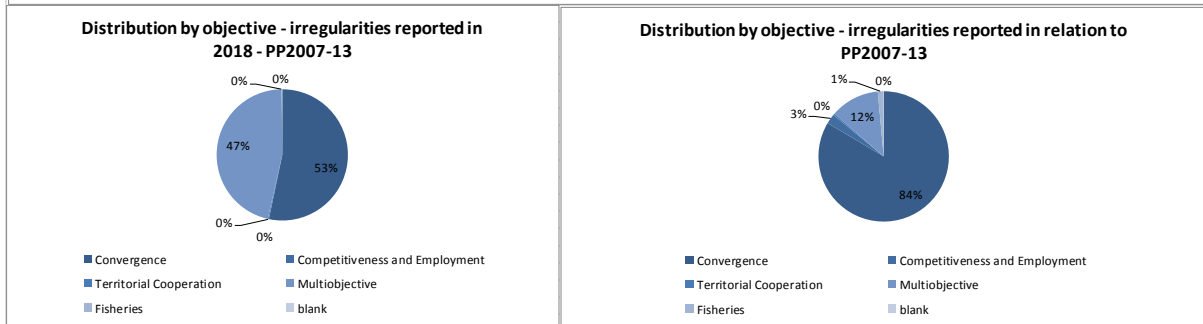 Distribution by objective - irregularities reported in
2018 - PP2007-13
0%
0%
47%
53%
0%
0%
Convergence
Competitiveness and Employment
Territorial Cooperation
Multiobjective
Fisheries
blank
Distribution by objective - irregularities reported in relation to
PP2007-13
1%
0%
0%
3%
12%
84%
Convergence
Competitiveness and Employment
Territorial Cooperation
Multiobjective
Fisheries
blank